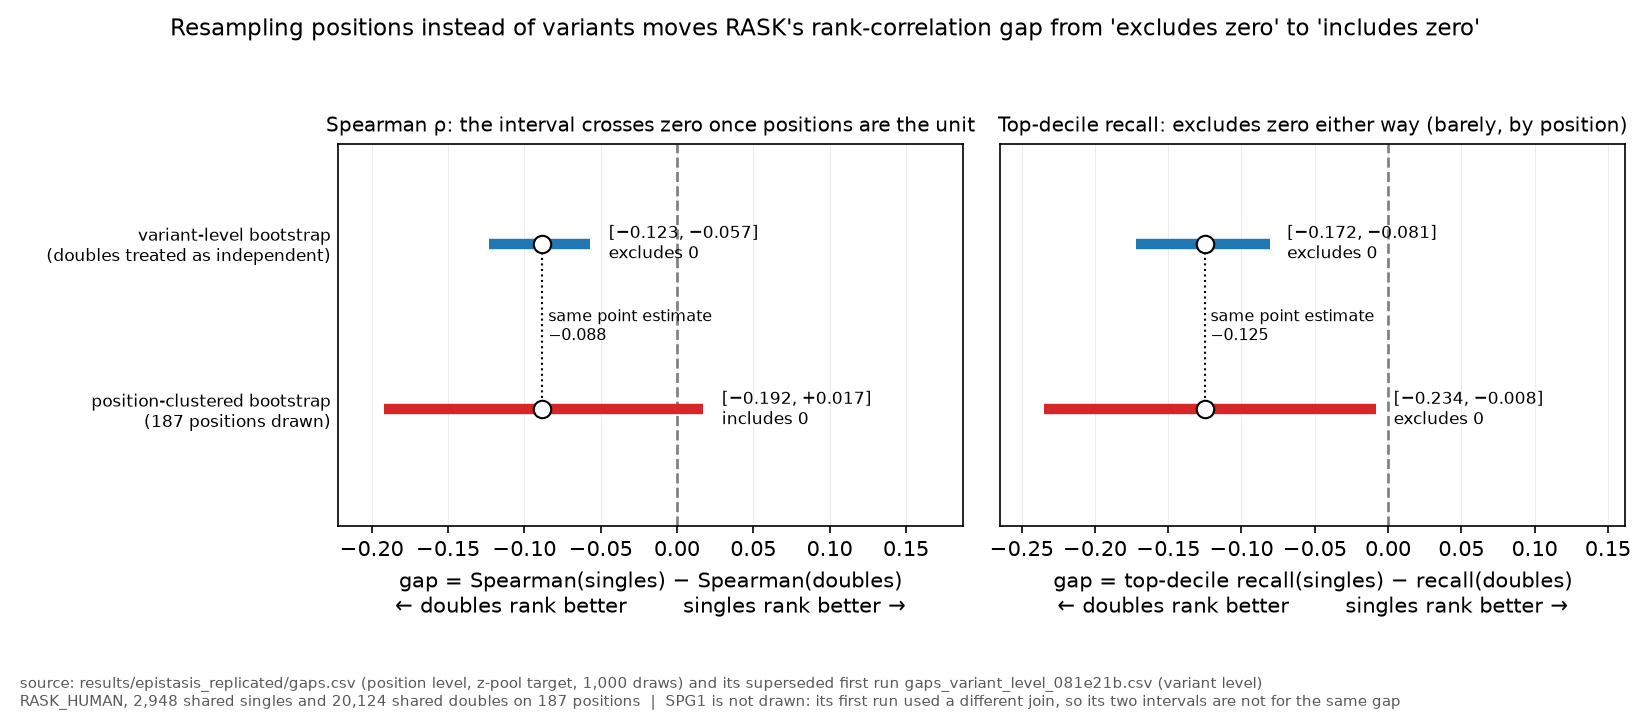 Resampling positions instead of variants moves RASK's rank-correlation gap from 'excludes zero' to 'includes zero'
Spearman ρ: the interval crosses zero once positions are the unit
variant-level bootstrap
(doubles treated as independent)
[−0.123, −0.057]
excludes 0
same point estimate
−0.088
position-clustered bootstrap
(187 positions drawn)
[−0.192, +0.017]
includes 0
−0.20 −0.15 −0.10 −0.05 0.00 0.05 0.10 0.15
gap = Spearman(singles) − Spearman(doubles)
← doubles rank better singles rank better →
Top-decile recall: excludes zero either way (barely, by position)
[−0.172, −0.081]
excludes 0
same point estimate
−0.125
[−0.234, −0.008]
excludes 0
−0.25 −0.20 −0.15 −0.10 −0.05 0.00 0.05 0.10 0.15
gap = top-decile recall(singles) − recall(doubles)
← doubles rank better singles rank better →
source: results/epistasis_replicated/gaps.csv (position level, z-pool target, 1,000 draws) and its superseded first run gaps_variant_level_081e21b.csv (variant level)
RASK_HUMAN, 2,948 shared singles and 20,124 shared doubles on 187 positions | SPG1 is not drawn: its first run used a different join, so its two intervals are not for the same gap